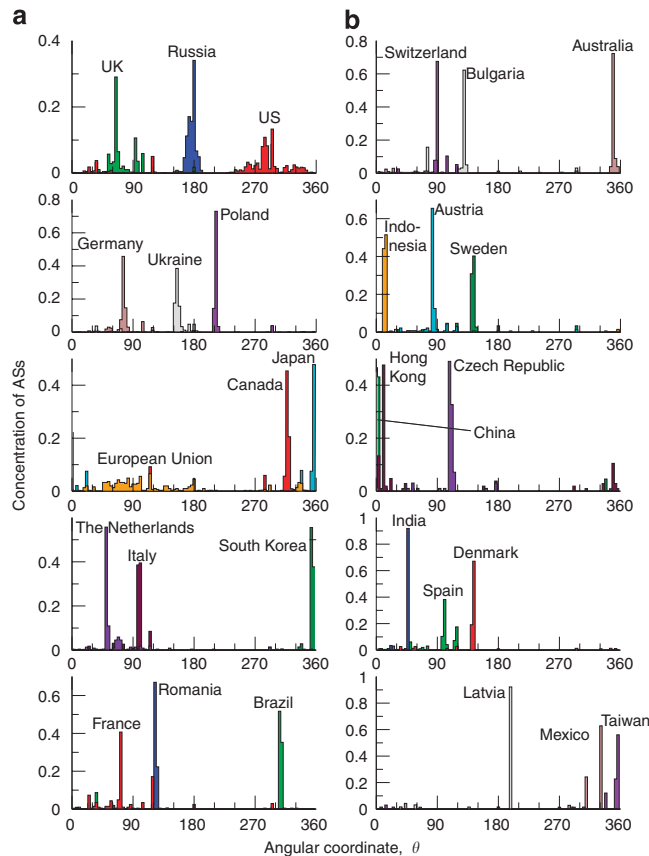 a
b
0.4
0.2
0
UK
Russia
US
0 90 180 270 360
0.8
0.6
0.4
0.2
0
Switzerland
Bulgaria
Australia
0 90 180 270 360
0.8
0.6
0.4
0.2
0
Germany
Ukraine
Poland
0 90 180 270 360
0.6
0.4
0.2
0
Indo-
nesia
Austria
Sweden
0 90 180 270 360
Concentration of ASs
0.4
0.2
0
European Union
Canada
Japan
0 90 180 270 360
0.4
0.2
0
Hong
Kong
Czech Republic
China
0 90 180 270 360
0.4
0.2
0
The Netherlands
Italy
South Korea
0 90 180 270 360
1
0.8
0.6
0.4
0.2
0
India
Spain
Denmark
0 90 180 270 360
0.6
0.4
0.2
0
France
Romania
Brazil
0 90 180 270 360
Angular coordinate, θ
1
0.8
0.6
0.4
0.2
0
Latvia
Mexico
Taiwan
0 90 180 270 360
Angular coordinate, θ